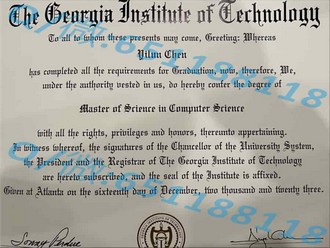 The Georgia Institute of Technology
To all to whom these presents may come, Greeting: Whereas
Yilun Chen
has completed all the requirements for Graduation, now, therefore, We,
under the authority vested in us, do hereby confer the degree of
Master of Science in Computer Science
with all the rights, privileges and honors, thereunto appertaining.
In witness whereof, the signatures of the Chancellor of the University System,
the President and the Registrar of The Georgia Institute of Technology
are hereto subscribed, and the seal of the Institute is affixed.
Given at Atlanta on the sixteenth day of December, two thousand and twenty three.
Sonny Perdue
651188118
651188118